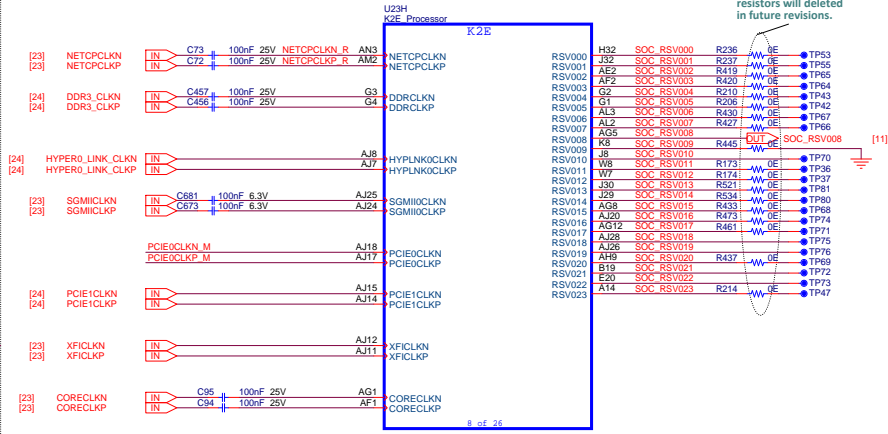 resistors will deleted
in future revisions.
U23H
K2E_Processor
K2E
[23] NETCPCLKN IN C73 100nF 25V NETCPCLKN_R AN3 NETCPCLKN
[23] NETCPCLKP IN C72 100nF 25V NETCPCLKP_R AM2 NETCPCLKP
[24] DDR3_CLKN IN C457 100nF 25V G3 DDRCLKN
[24] DDR3_CLKP IN C456 100nF 25V G4 DDRCLKP
[24] HYPER0_LINK_CLKN IN AJ8 HYPLNK0CLKN
[24] HYPER0_LINK_CLKP IN AJ7 HYPLNK0CLKP
[23] SGMIICLKN IN C681 100nF 6.3V AJ25 SGMII0CLKN
[23] SGMIICLKP IN C673 100nF 6.3V AJ24 SGMII0CLKP
PCIE0CLKN_M AJ18 PCIE0CLKN
PCIE0CLKP_M AJ17 PCIE0CLKP
[24] PCIE1CLKN IN AJ15 PCIE1CLKN
[24] PCIE1CLKP IN AJ14 PCIE1CLKP
[23] XFICLKN IN AJ12 XFICLKN
[23] XFICLKP IN AJ11 XFICLKP
[23] CORECLKN IN C95 100nF 25V AG1 CORECLKN
[23] CORECLKP IN C94 100nF 25V AF1 CORECLKP
RSV000 H32 SOC_RSV000 R236 0E TP53
RSV001 J32 SOC_RSV001 R237 0E TP55
RSV002 AE2 SOC_RSV002 R419 0E TP65
RSV003 AF2 SOC_RSV003 R420 0E TP64
RSV004 G2 SOC_RSV004 R210 0E TP43
RSV005 G1 SOC_RSV005 R206 0E TP42
RSV006 AL3 SOC_RSV006 R430 0E TP67
RSV007 AL2 SOC_RSV007 R427 0E TP66
RSV008 AG5 SOC_RSV008 OUT SOC_RSV008 [11]
RSV009 K8 SOC_RSV009 R445 0E
RSV010 J8 SOC_RSV010 TP70
RSV011 W8 SOC_RSV011 R173 0E TP36
RSV012 W7 SOC_RSV012 R174 0E TP37
RSV013 J30 SOC_RSV013 R521 0E TP81
RSV014 J29 SOC_RSV014 R534 0E TP80
RSV015 AG8 SOC_RSV015 R433 0E TP68
RSV016 AJ20 SOC_RSV016 R473 0E TP74
RSV017 AG12 SOC_RSV017 R461 0E TP71
RSV018 AJ28 SOC_RSV018 TP75
RSV019 AJ26 SOC_RSV019 TP76
RSV020 AH9 SOC_RSV020 R437 0E TP69
RSV021 B19 SOC_RSV021 TP72
RSV022 E20 SOC_RSV022 TP73
RSV023 A14 SOC_RSV023 R214 0E TP47
8 of 26